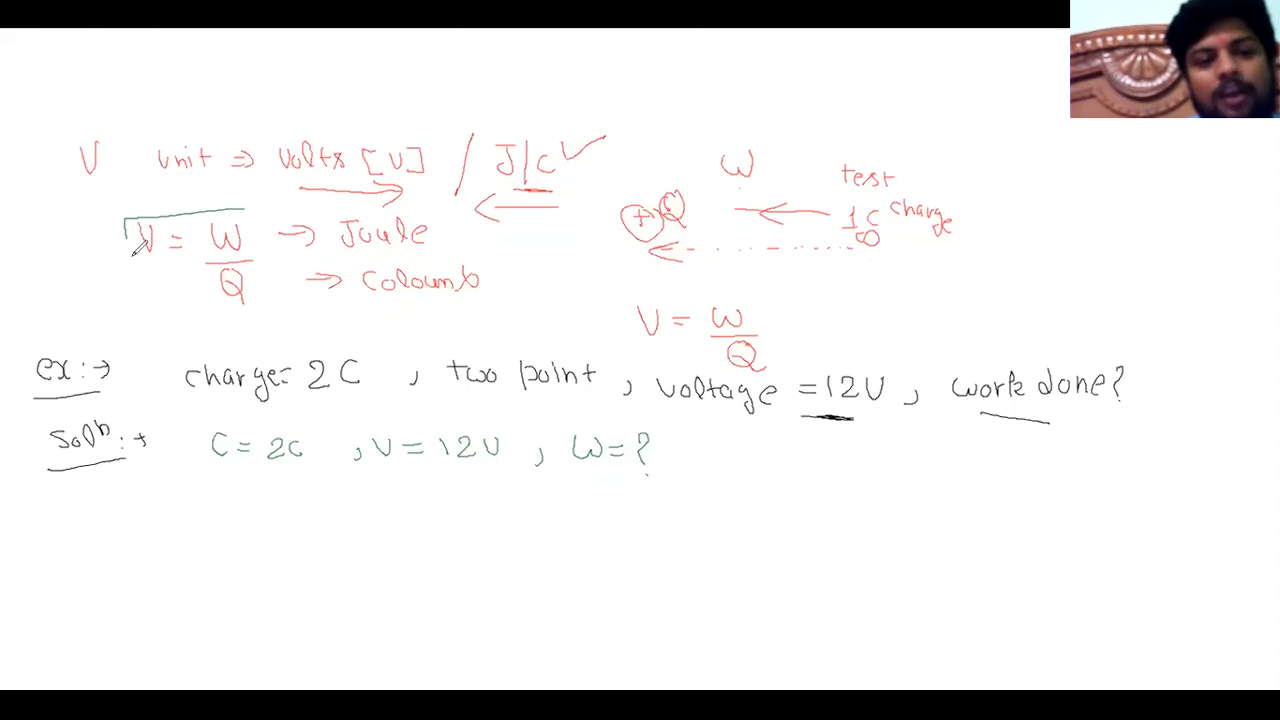 V unit ⇒ volts [V] / J/C ✓
W
test
+ Q ← 1C charge
∞
V = W/Q → Joule
→ Coloumb
V = W/Q
ex:→ charge = 2C , two point , voltage = 12V , work done?
Solⁿ:→ C = 2C , V = 12V , W = ?